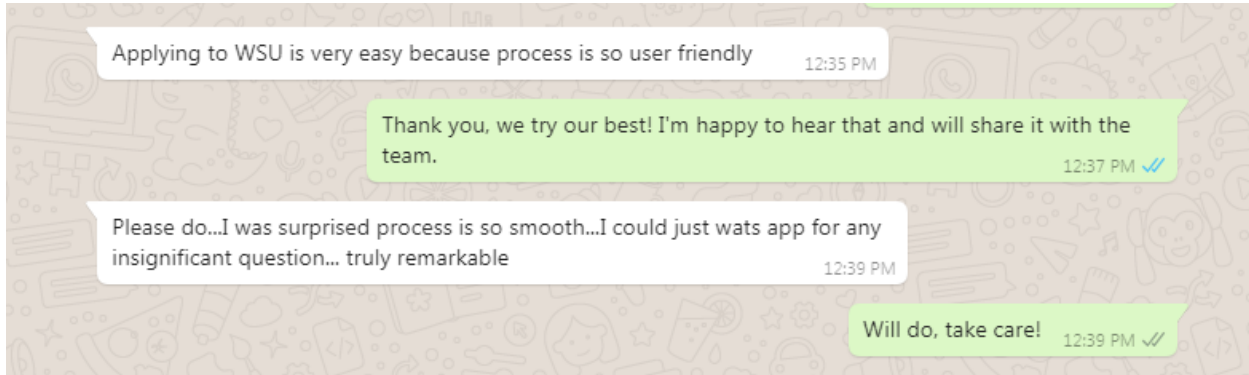 Applying to WSU is very easy because process is so user friendly
12:35 PM
Thank you, we try our best! I'm happy to hear that and will share it with the
team.
12:37 PM
Please do...I was surprised process is so smooth...I could just wats app for any
insignificant question... truly remarkable
12:39 PM
Will do, take care!
12:39 PM